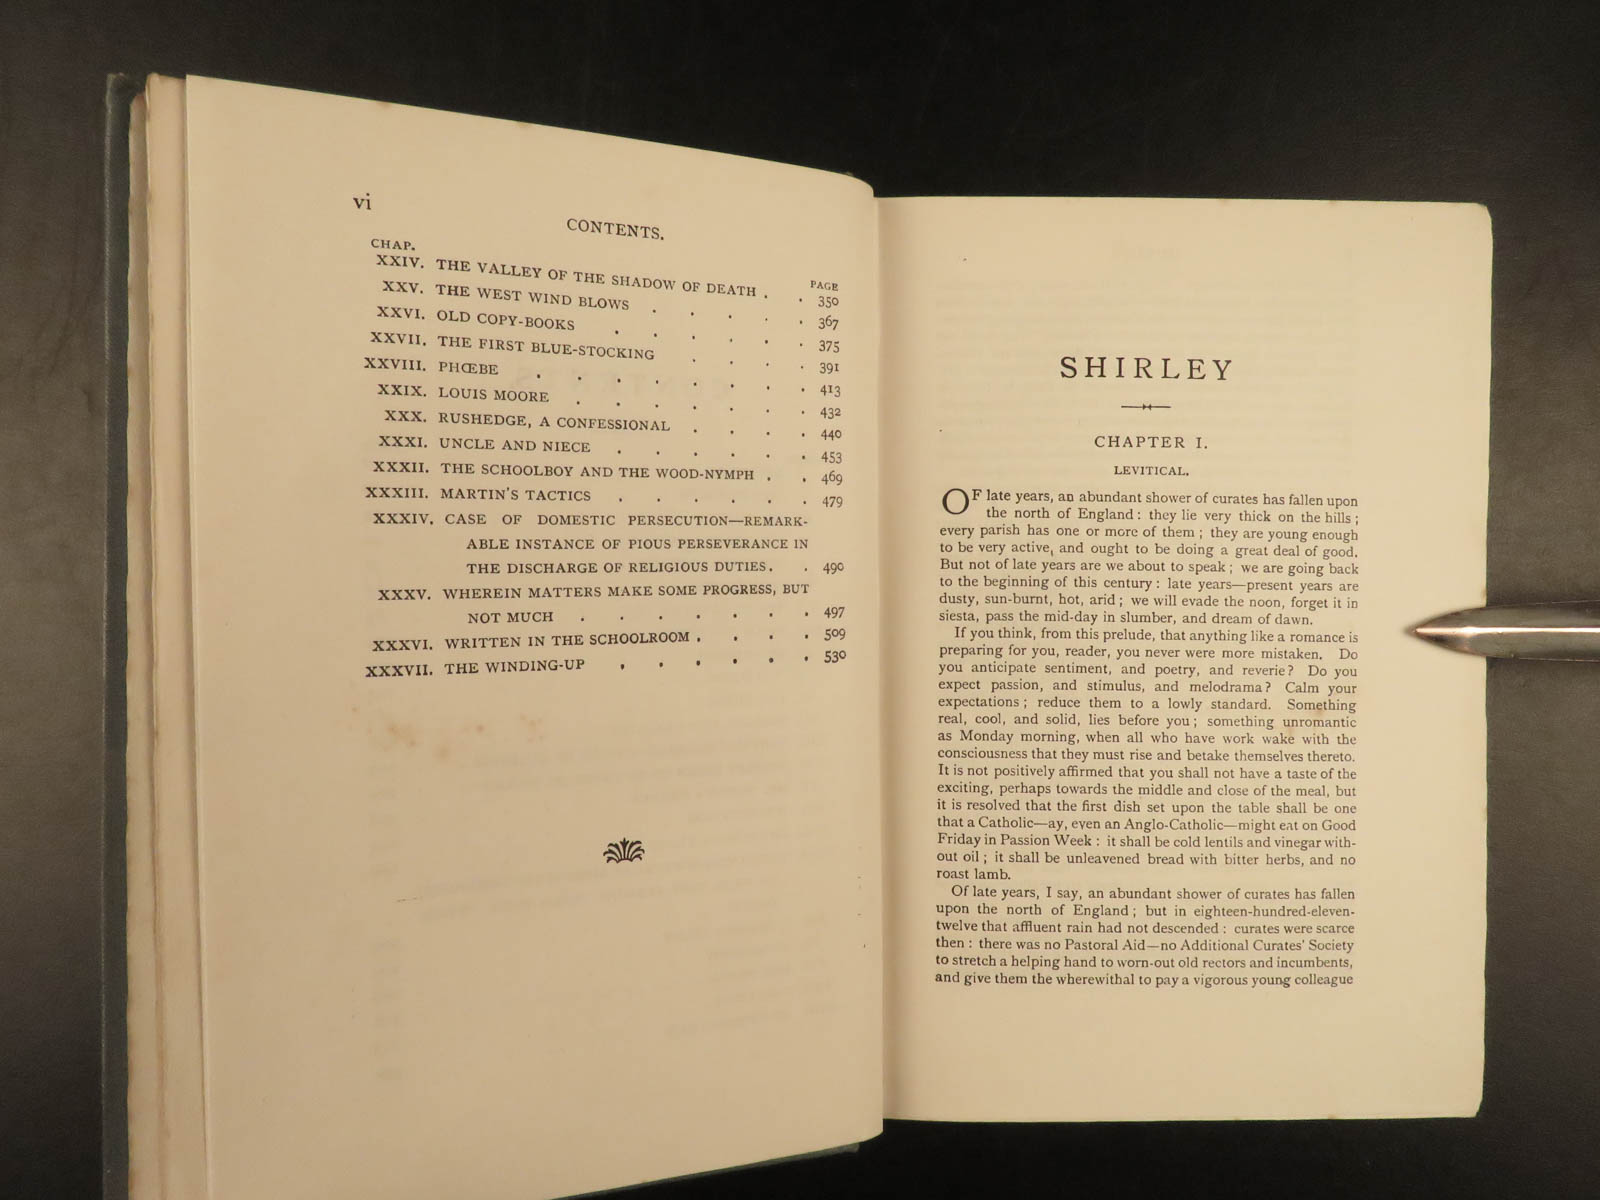 vi
CONTENTS.
CHAP.
PAGE
XXIV. THE VALLEY OF THE SHADOW OF DEATH . . 350
XXV. THE WEST WIND BLOWS . . . . . 367
XXVI. OLD COPY-BOOKS . . . . . 375
XXVII. THE FIRST BLUE-STOCKING . . . . 391
XXVIII. PHŒBE . . . . . . . 413
XXIX. LOUIS MOORE . . . . . . 432
XXX. RUSHEDGE, A CONFESSIONAL . . . . 440
XXXI. UNCLE AND NIECE . . . . . . 453
XXXII. THE SCHOOLBOY AND THE WOOD-NYMPH . . 469
XXXIII. MARTIN'S TACTICS . . . . . . 479
XXXIV. CASE OF DOMESTIC PERSECUTION—REMARK-
ABLE INSTANCE OF PIOUS PERSEVERANCE IN
THE DISCHARGE OF RELIGIOUS DUTIES . . 490
XXXV. WHEREIN MATTERS MAKE SOME PROGRESS, BUT
NOT MUCH . . . . . . . 497
XXXVI. WRITTEN IN THE SCHOOLROOM . . . . 509
XXXVII. THE WINDING-UP . . . . . . 530
SHIRLEY
CHAPTER I.
LEVITICAL.
OF late years, an abundant shower of curates has fallen upon
the north of England : they lie very thick on the hills ;
every parish has one or more of them ; they are young enough
to be very active, and ought to be doing a great deal of good.
But not of late years are we about to speak ; we are going back
to the beginning of this century : late years—present years are
dusty, sun-burnt, hot, arid ; we will evade the noon, forget it in
siesta, pass the mid-day in slumber, and dream of dawn.
If you think, from this prelude, that anything like a romance is
preparing for you, reader, you never were more mistaken. Do
you anticipate sentiment, and poetry, and reverie? Do you
expect passion, and stimulus, and melodrama? Calm your
expectations ; reduce them to a lowly standard. Something
real, cool, and solid, lies before you ; something unromantic
as Monday morning, when all who have work wake with the
consciousness that they must rise and betake themselves thereto.
It is not positively affirmed that you shall not have a taste of the
exciting, perhaps towards the middle and close of the meal, but
it is resolved that the first dish set upon the table shall be one
that a Catholic—ay, even an Anglo-Catholic—might eat on Good
Friday in Passion Week : it shall be cold lentils and vinegar with-
out oil ; it shall be unleavened bread with bitter herbs, and no
roast lamb.
Of late years, I say, an abundant shower of curates has fallen
upon the north of England ; but in eighteen-hundred-eleven-
twelve that affluent rain had not descended : curates were scarce
then : there was no Pastoral Aid—no Additional Curates' Society
to stretch a helping hand to worn-out old rectors and incumbents,
and give them the wherewithal to pay a vigorous young colleague